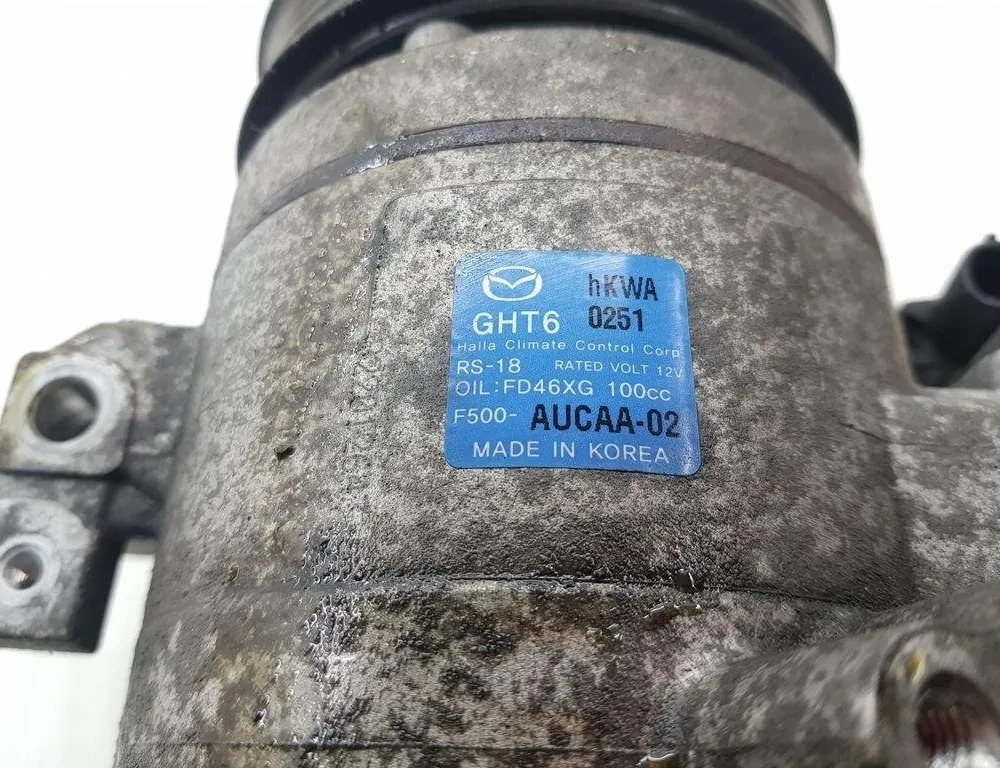 hKWA
GHT6 0251
Halla Climate Control Corp
RS-18 RATED VOLT 12V
OIL:FD46XG 100cc
F500- AUCAA-02
MADE IN KOREA